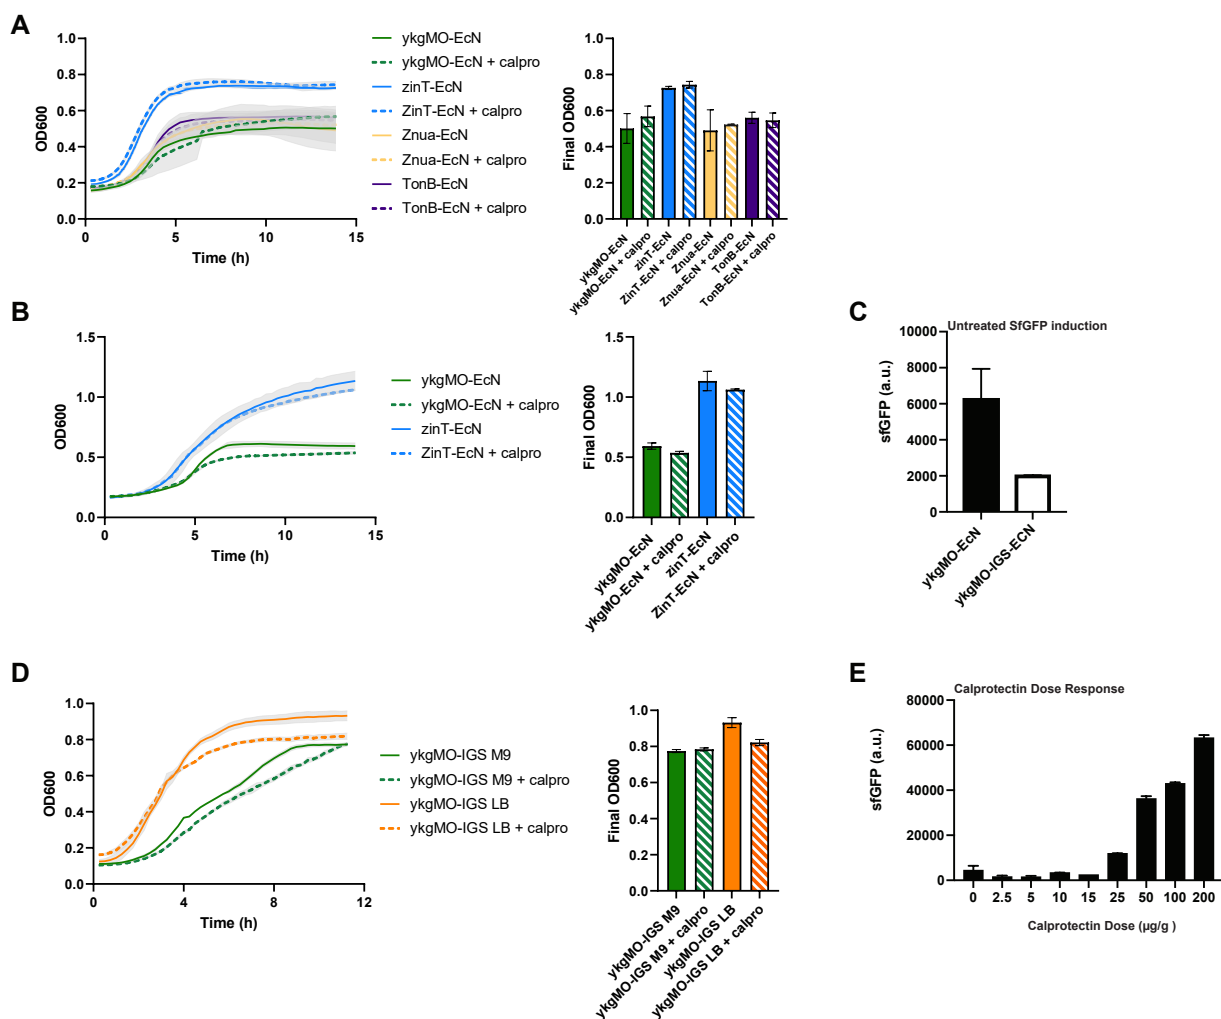 A
OD600
1.0
0.8
0.6
0.4
0.2
0.0
0
5
10
15
Time (h)
ykgMO-EcN
ykgMO-EcN + calpro
zinT-EcN
ZinT-EcN + calpro
Znua-EcN
Znua-EcN + calpro
TonB-EcN
TonB-EcN + calpro
Final OD600
1.0
0.8
0.6
0.4
0.2
0.0
ykgMO-EcN
ykgMO-EcN + calpro
zinT-EcN
ZinT-EcN + calpro
Znua-EcN
Znua-EcN + calpro
TonB-EcN
TonB-EcN + calpro
B
OD600
1.5
1.0
0.5
0.0
0
5
10
15
Time (h)
ykgMO-EcN
ykgMO-EcN + calpro
zinT-EcN
ZinT-EcN + calpro
Final OD600
1.5
1.0
0.5
0.0
ykgMO-EcN
ykgMO-EcN + calpro
zinT-EcN
ZinT-EcN + calpro
C
Untreated SfGFP induction
sfGFP (a.u.)
10000
8000
6000
4000
2000
0
ykgMO-EcN
ykgMO-IGS-ECN
D
OD600
1.0
0.8
0.6
0.4
0.2
0.0
0
4
8
12
Time (h)
ykgMO-IGS M9
ykgMO-IGS M9 + calpro
ykgMO-IGS LB
ykgMO-IGS LB + calpro
Final OD600
1.0
0.8
0.6
0.4
0.2
0.0
ykgMO-IGS M9
ykgMO-IGS M9 + calpro
ykgMO-IGS LB
ykgMO-IGS LB + calpro
E
Calprotectin Dose Response
sfGFP (a.u.)
80000
60000
40000
20000
0
0
2.5
5
10
15
25
50
100
200
Calprotectin Dose (µg/g )